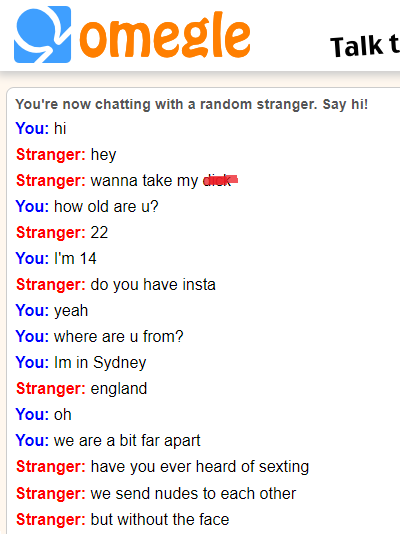 omegle Talk t
You're now chatting with a random stranger. Say hi!
You: hi
Stranger: hey
Stranger: wanna take my
You: how old are u?
Stranger: 22
You: I'm 14
Stranger: do you have insta
You: yeah
You: where are u from?
You: Im in Sydney
Stranger: england
You: oh
You: we are a bit far apart
Stranger: have you ever heard of sexting
Stranger: we send nudes to each other
Stranger: but without the face